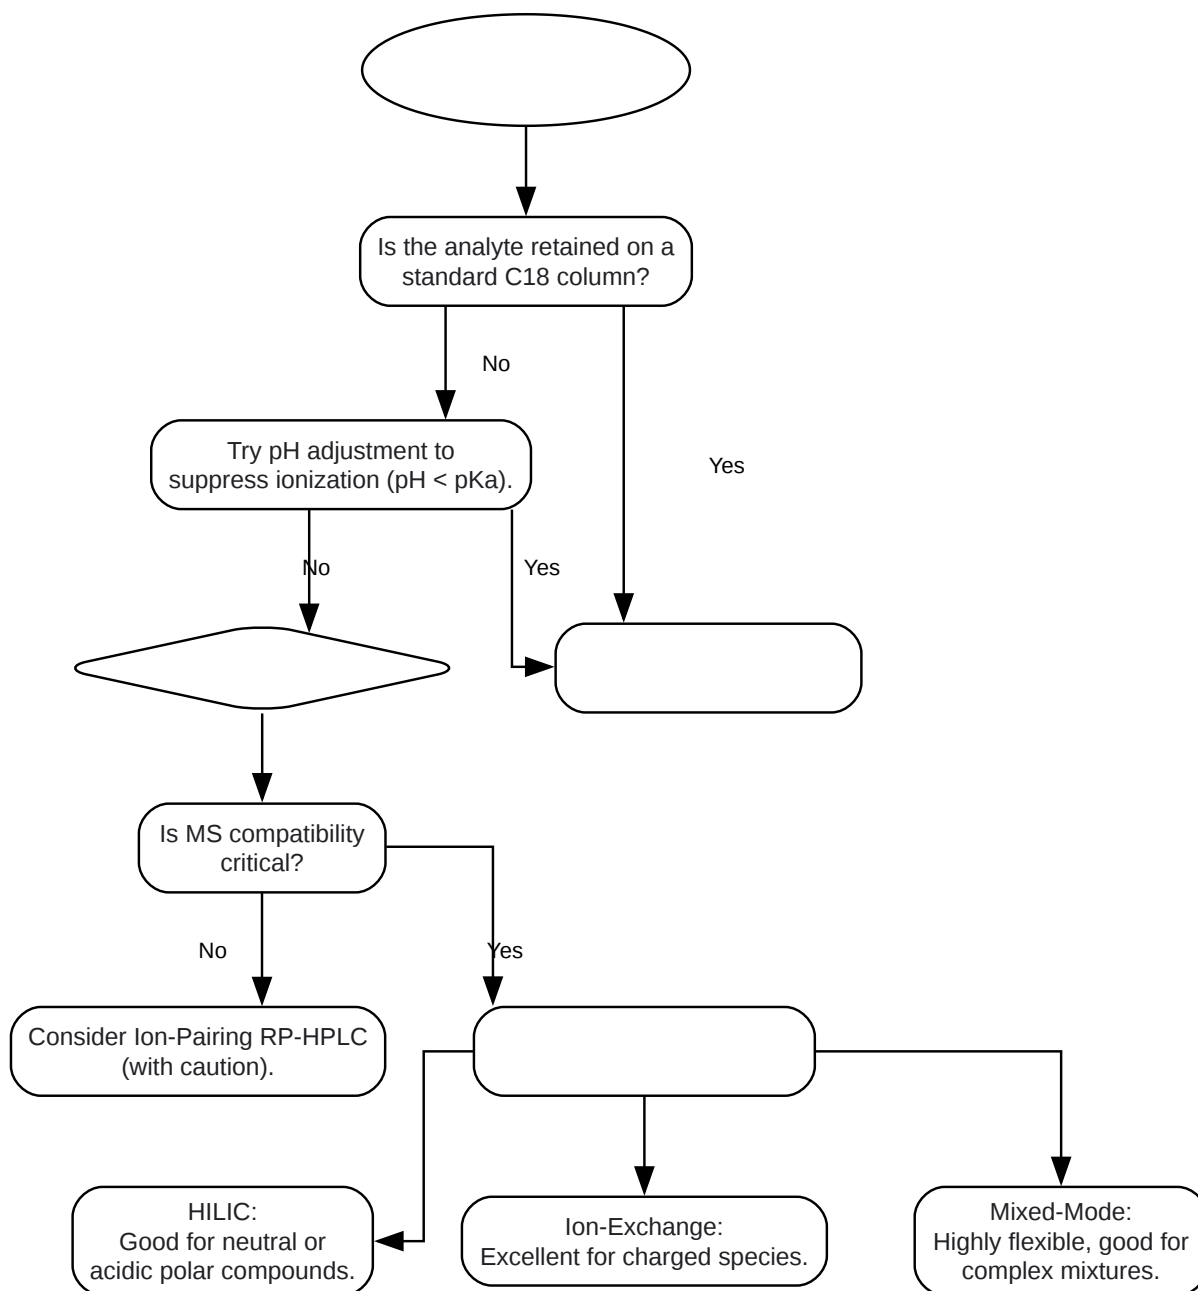 Is the analyte retained on a
standard C18 column?
No
Try pH adjustment to
suppress ionization (pH < pKa).
Yes
No
Yes
Is MS compatibility
critical?
No
Yes
Consider Ion-Pairing RP-HPLC
(with caution).
HILIC:
Good for neutral or
acidic polar compounds.
Ion-Exchange:
Excellent for charged species.
Mixed-Mode:
Highly flexible, good for
complex mixtures.